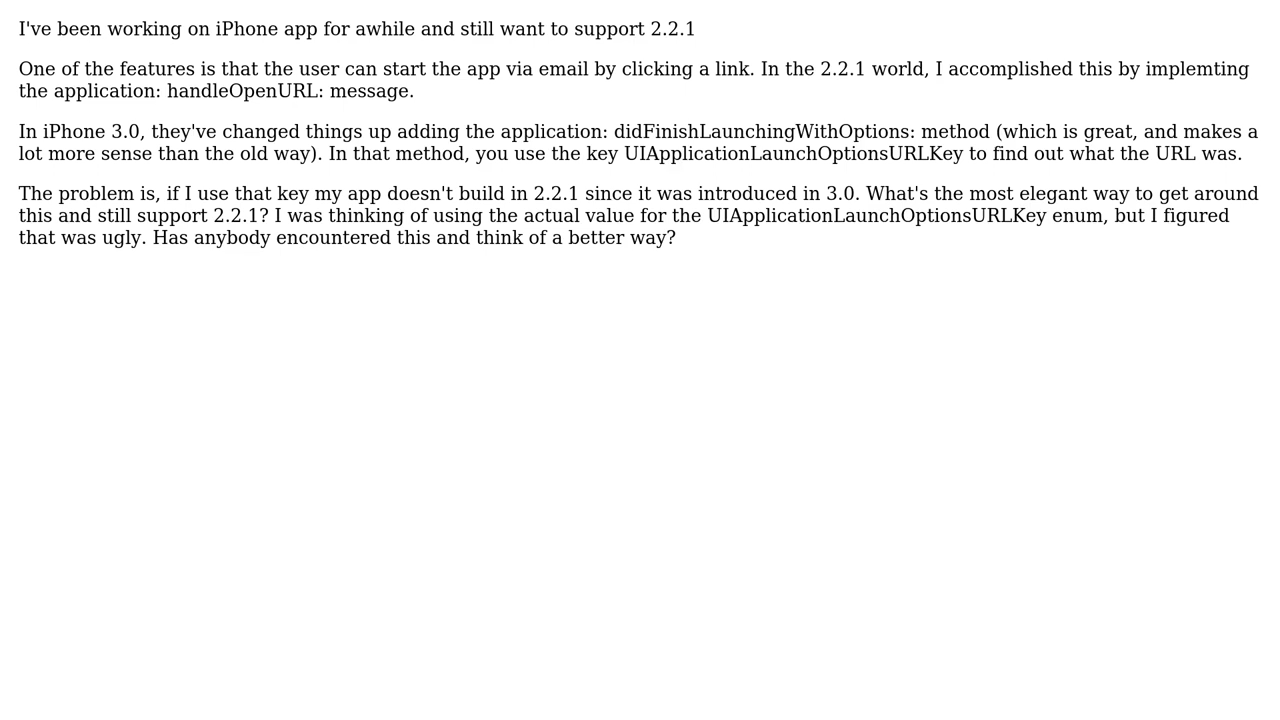 I've been working on iPhone app for awhile and still want to support 2.2.1
One of the features is that the user can start the app via email by clicking a link. In the 2.2.1 world, I accomplished this by implemting
the application: handleOpenURL: message.
In iPhone 3.0, they've changed things up adding the application: didFinishLaunchingWithOptions: method (which is great, and makes a
lot more sense than the old way). In that method, you use the key UIApplicationLaunchOptionsURLKey to find out what the URL was.
The problem is, if I use that key my app doesn't build in 2.2.1 since it was introduced in 3.0. What's the most elegant way to get around
this and still support 2.2.1? I was thinking of using the actual value for the UIApplicationLaunchOptionsURLKey enum, but I figured
that was ugly. Has anybody encountered this and think of a better way?